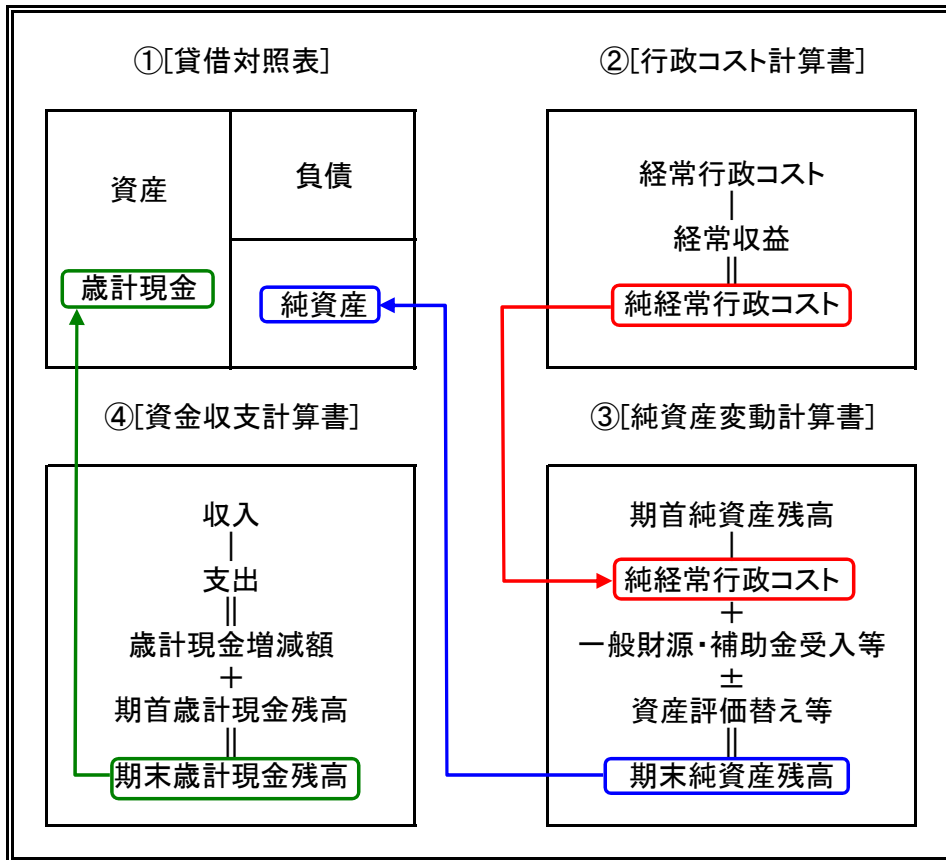 ①[貸借対照表]
資産
負債
歳計現金
純資産
②[行政コスト計算書]
経常行政コスト
|
経常収益
||
純経常行政コスト
④[資金収支計算書]
収入
|
支出
||
歳計現金増減額
+
期首歳計現金残高
||
期末歳計現金残高
③[純資産変動計算書]
期首純資産残高
|
純経常行政コスト
+
一般財源・補助金受入等
±
資産評価替え等
||
期末純資産残高